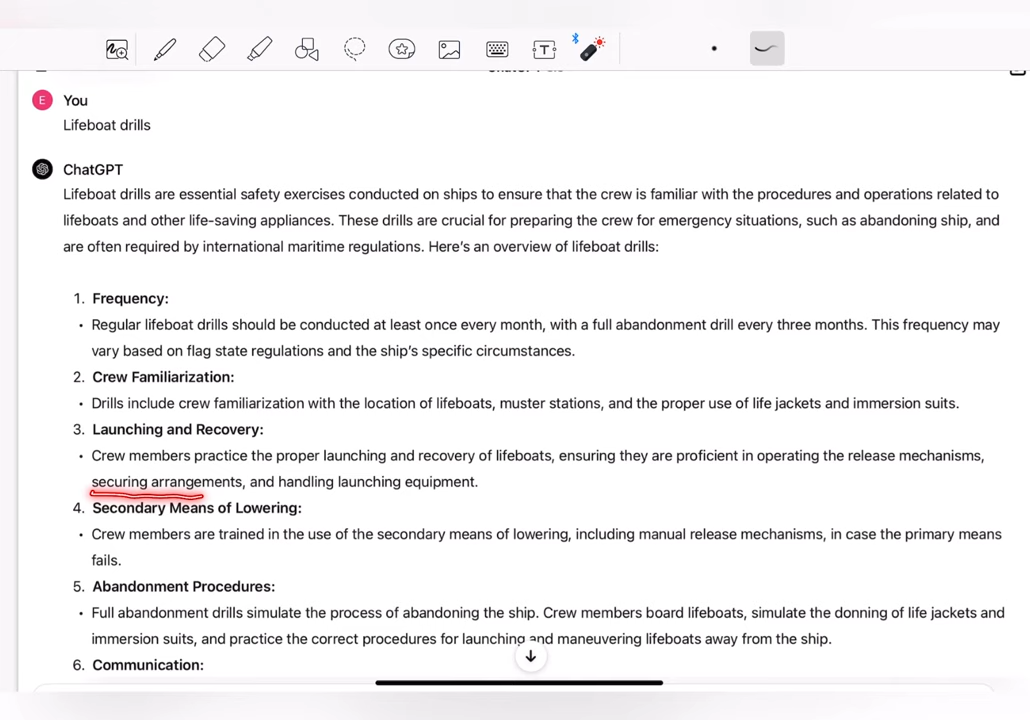 You
Lifeboat drills
ChatGPT
Lifeboat drills are essential safety exercises conducted on ships to ensure that the crew is familiar with the procedures and operations related to
lifeboats and other life-saving appliances. These drills are crucial for preparing the crew for emergency situations, such as abandoning ship, and
are often required by international maritime regulations. Here's an overview of lifeboat drills:
1. Frequency:
• Regular lifeboat drills should be conducted at least once every month, with a full abandonment drill every three months. This frequency may
vary based on flag state regulations and the ship's specific circumstances.
2. Crew Familiarization:
• Drills include crew familiarization with the location of lifeboats, muster stations, and the proper use of life jackets and immersion suits.
3. Launching and Recovery:
• Crew members practice the proper launching and recovery of lifeboats, ensuring they are proficient in operating the release mechanisms,
securing arrangements, and handling launching equipment.
4. Secondary Means of Lowering:
• Crew members are trained in the use of the secondary means of lowering, including manual release mechanisms, in case the primary means
fails.
5. Abandonment Procedures:
• Full abandonment drills simulate the process of abandoning the ship. Crew members board lifeboats, simulate the donning of life jackets and
immersion suits, and practice the correct procedures for launching and maneuvering lifeboats away from the ship.
6. Communication: